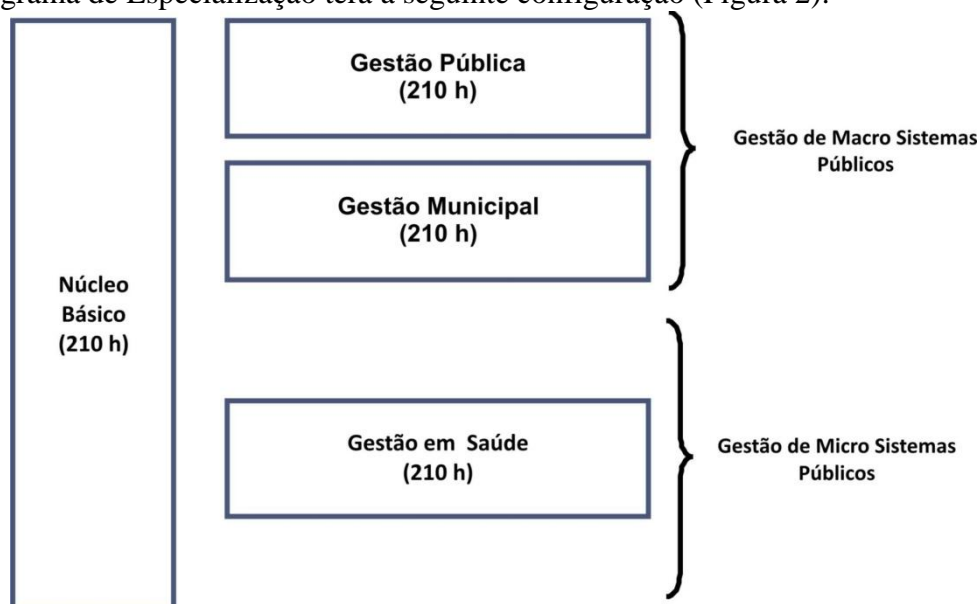 grama de Especialização terá a seguinte configuração (Figura 2):
Gestão Pública
(210 h)
Gestão de Macro Sistemas
Públicos
Gestão Municipal
(210 h)
Núcleo
Básico
(210 h)
Gestão em Saúde
(210 h)
Gestão de Micro Sistemas
Públicos